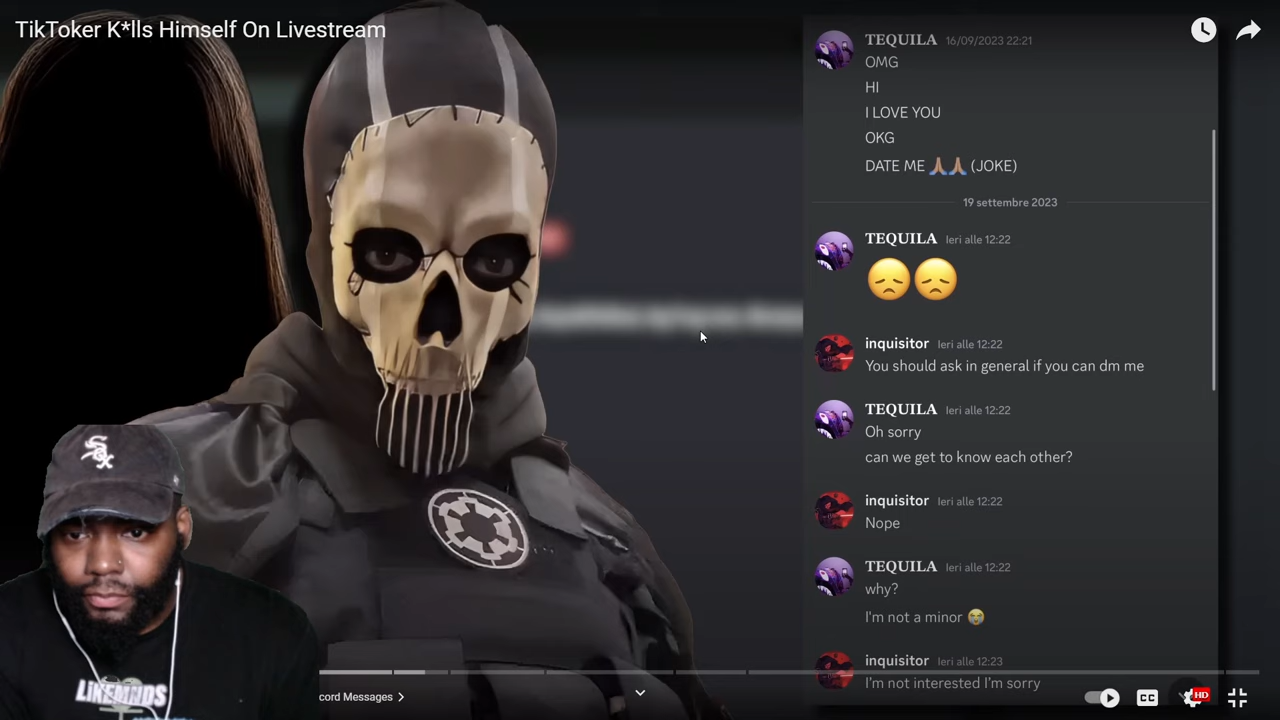 TikToker K*lls Himself On Livestream
TEQUILA 16/09/2023 22:21
OMG
HI
I LOVE YOU
OKG
DATE ME 🙏🙏 (JOKE)
19 settembre 2023
TEQUILA Ieri alle 12:22
😞😞
inquisitor Ieri alle 12:22
You should ask in general if you can dm me
TEQUILA Ieri alle 12:22
Oh sorry
can we get to know each other?
inquisitor Ieri alle 12:22
Nope
TEQUILA Ieri alle 12:22
why?
I'm not a minor 😭
inquisitor Ieri alle 12:23
I'm not interested I'm sorry
Sox
LIKEMINDS
cord Messages
CC
HD